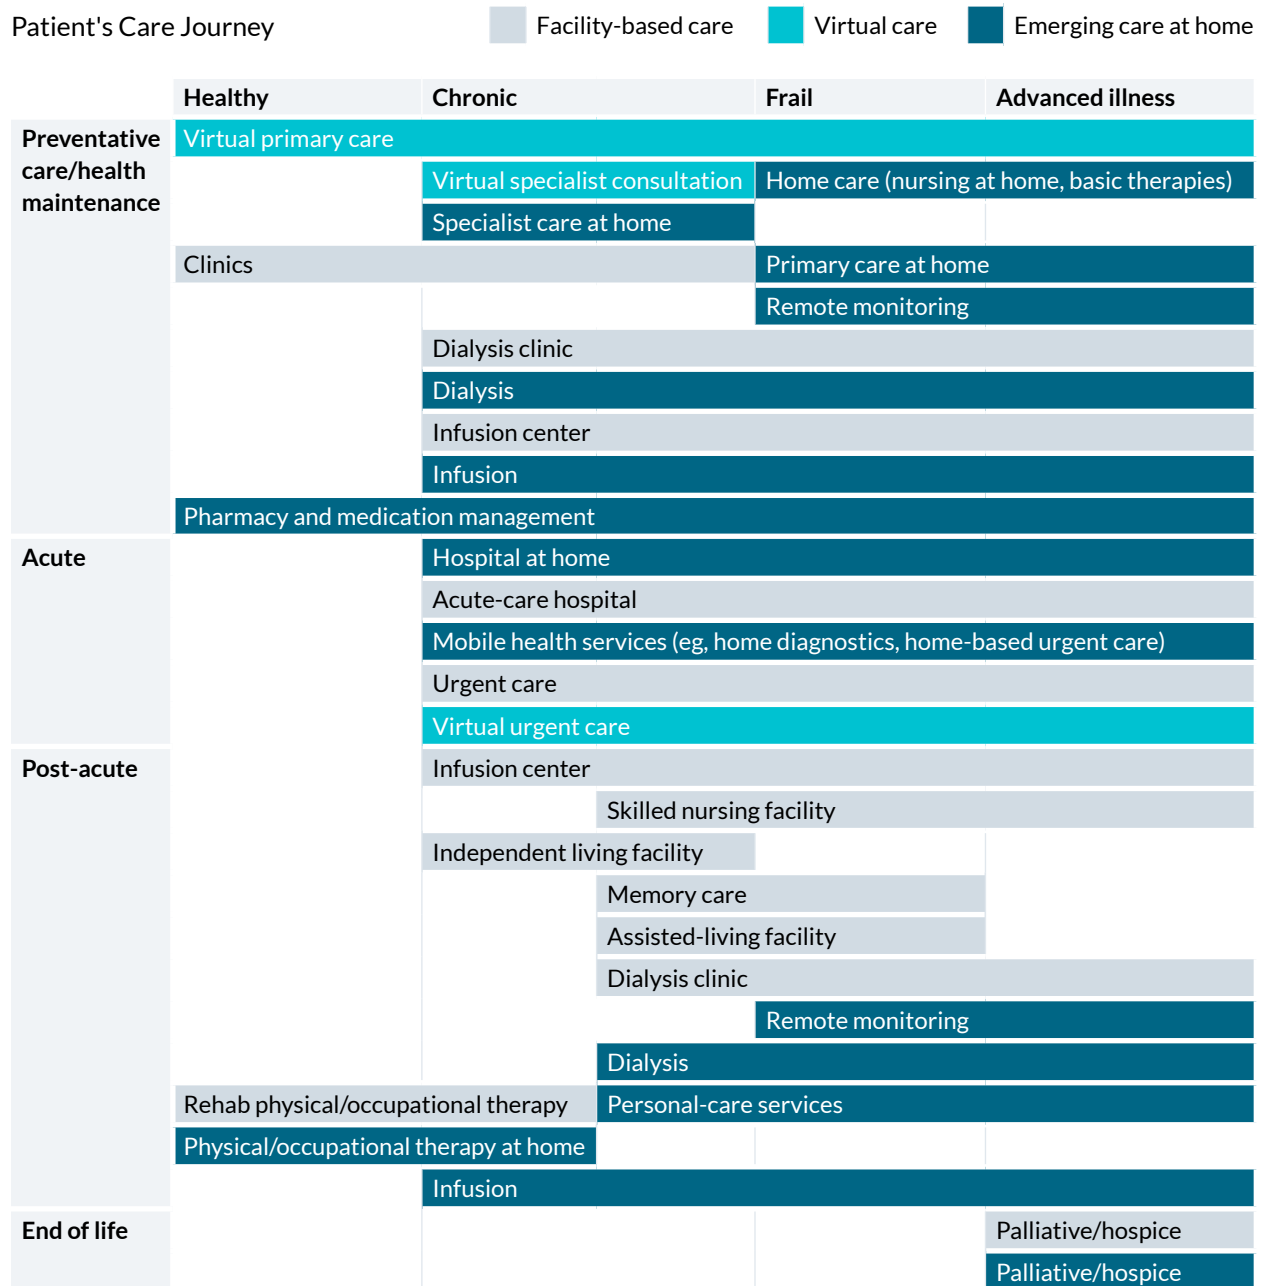 Patient's Care Journey
Facility-based care
Virtual care
Emerging care at home
Healthy
Chronic
Frail
Advanced illness
Preventative
care/health
maintenance
Virtual primary care
Virtual specialist consultation
Home care (nursing at home, basic therapies)
Specialist care at home
Clinics
Primary care at home
Remote monitoring
Dialysis clinic
Dialysis
Infusion center
Infusion
Pharmacy and medication management
Acute
Hospital at home
Acute-care hospital
Mobile health services (eg, home diagnostics, home-based urgent care)
Urgent care
Virtual urgent care
Post-acute
Infusion center
Skilled nursing facility
Independent living facility
Memory care
Assisted-living facility
Dialysis clinic
Remote monitoring
Dialysis
Rehab physical/occupational therapy
Personal-care services
Physical/occupational therapy at home
Infusion
End of life
Palliative/hospice
Palliative/hospice